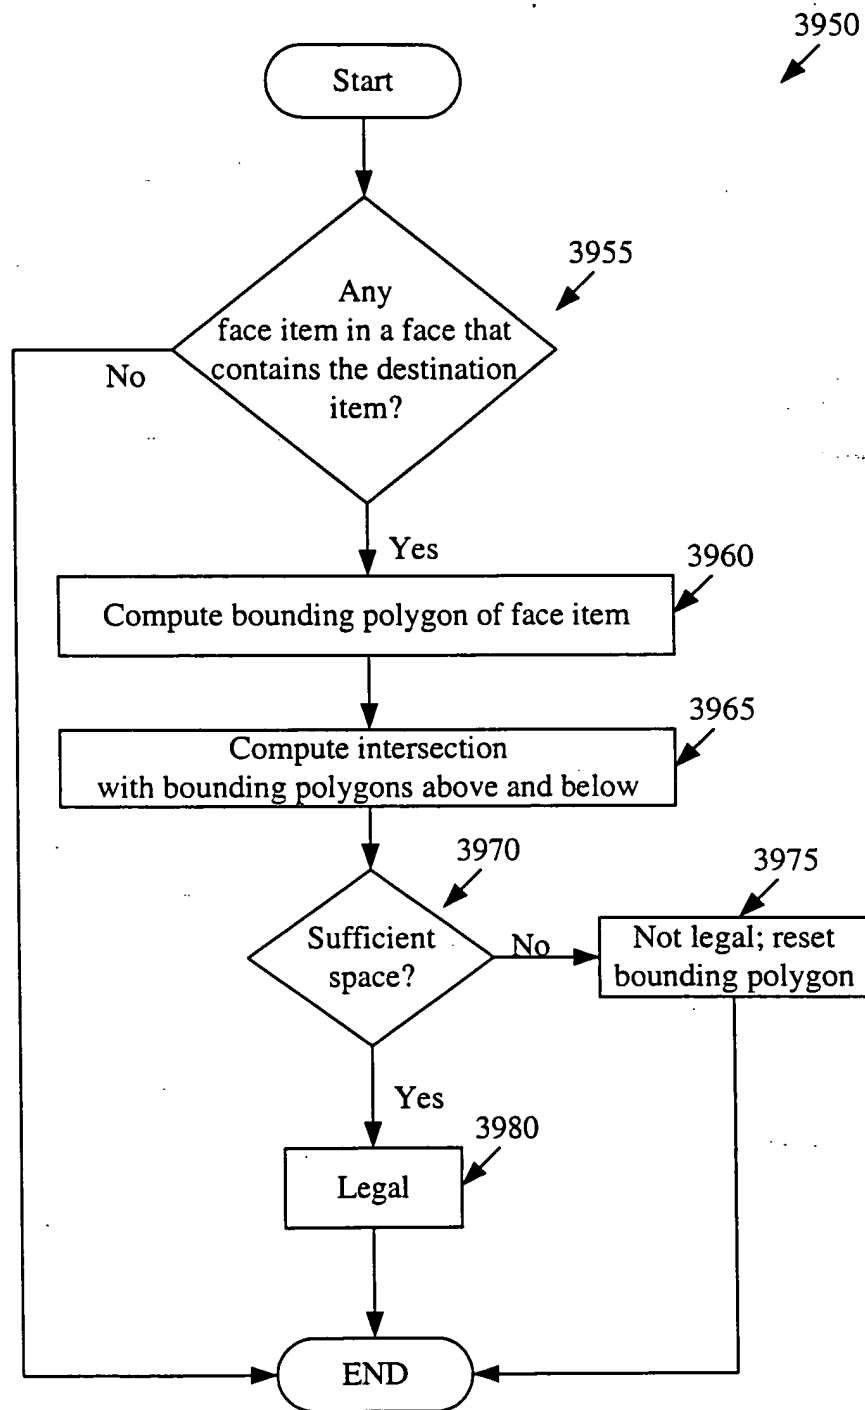 3950
Start
3955
Any
face item in a face that
contains the destination
item?
No
Yes
3960
Compute bounding polygon of face item
3965
Compute intersection
with bounding polygons above and below
3970
3975
Sufficient
space?
No
Not legal; reset
bounding polygon
Yes
3980
Legal
END